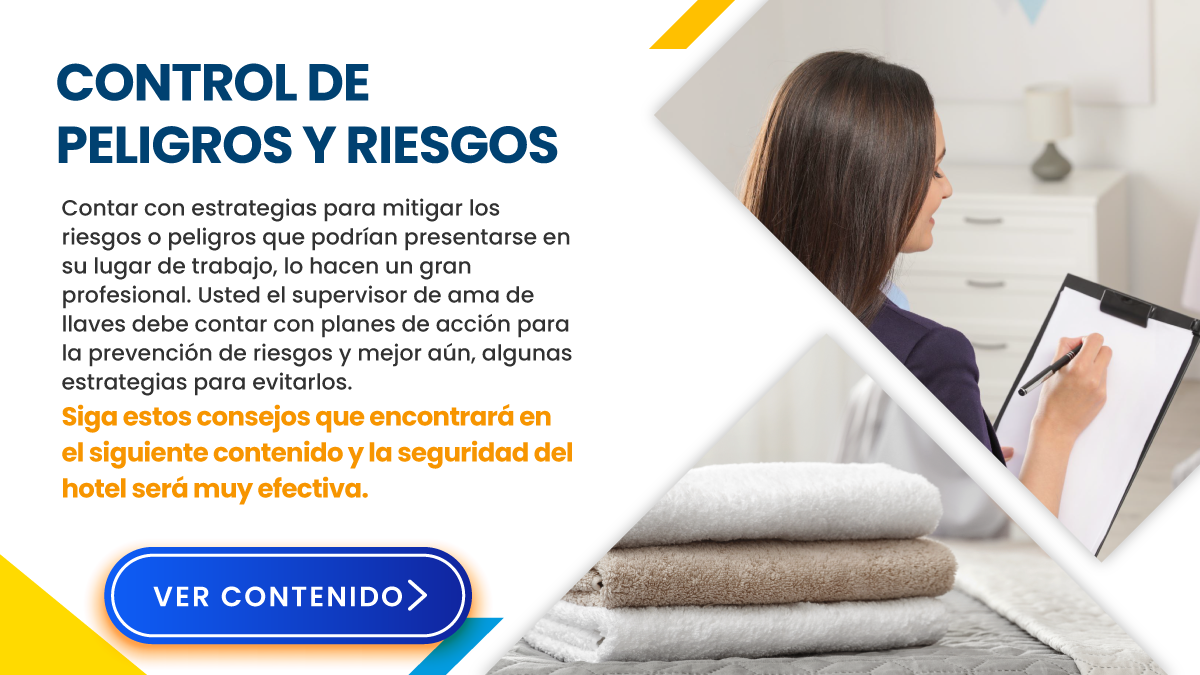 CONTROL DE
PELIGROS Y RIESGOS
Contar con estrategias para mitigar los
riesgos o peligros que podrían presentarse en
su lugar de trabajo, lo hacen un gran
profesional. Usted el supervisor de ama de
llaves debe contar con planes de acción para
la prevención de riesgos y mejor aún, algunas
estrategias para evitarlos.
Siga estos consejos que encontrará en
el siguiente contenido y la seguridad del
hotel será muy efectiva.
VER CONTENIDO